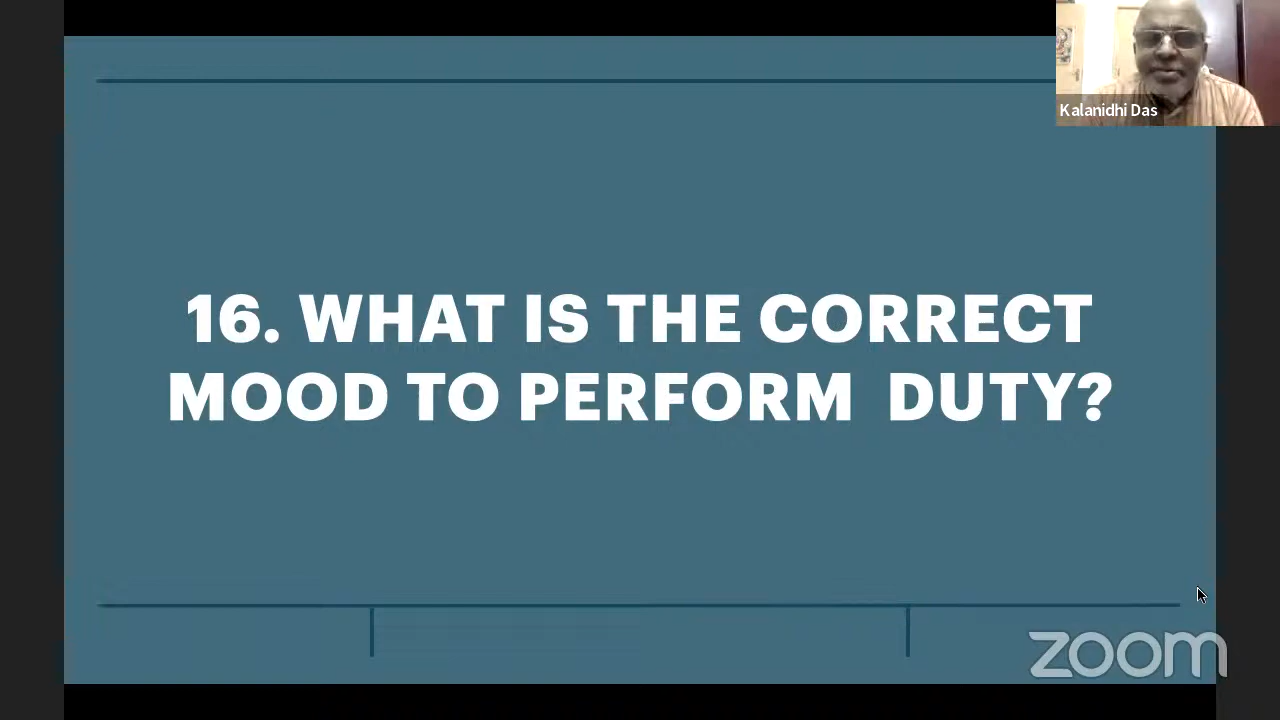 Kalanidhi Das
16. WHAT IS THE CORRECT
MOOD TO PERFORM DUTY?
zoom